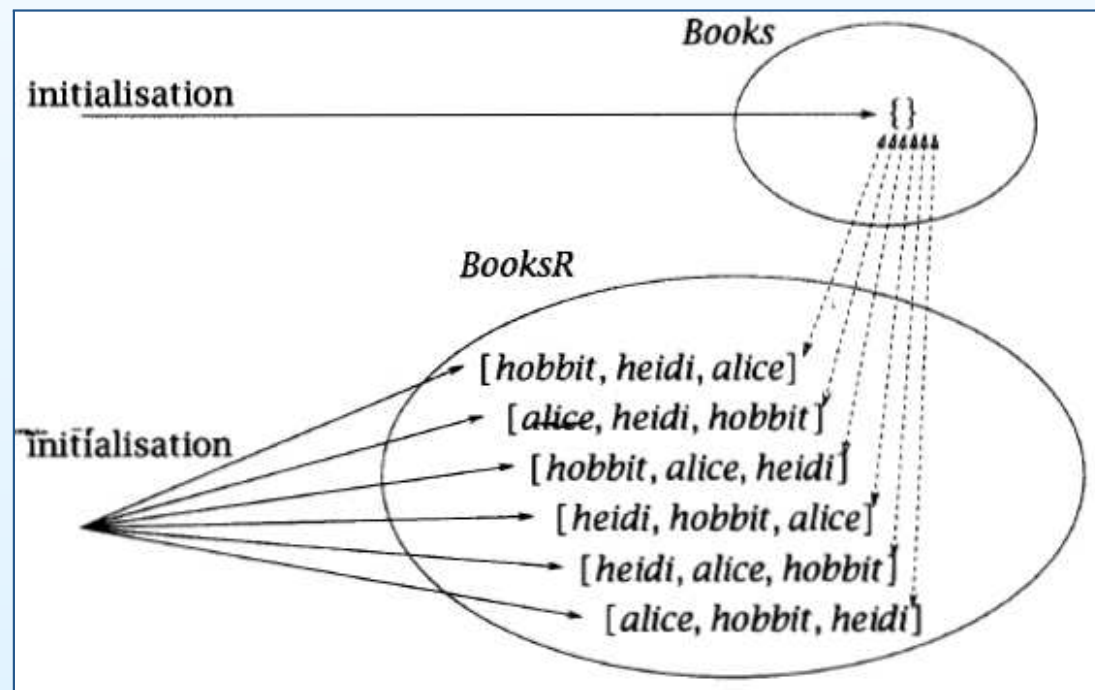 Books
initialisation
{}
BooksR
[hobbit, heidi, alice]
[alice, heidi, hobbit]
initialisation
[hobbit, alice, heidi]
[heidi, hobbit, alice]
[heidi, alice, hobbit]
[alice, hobbit, heidi]